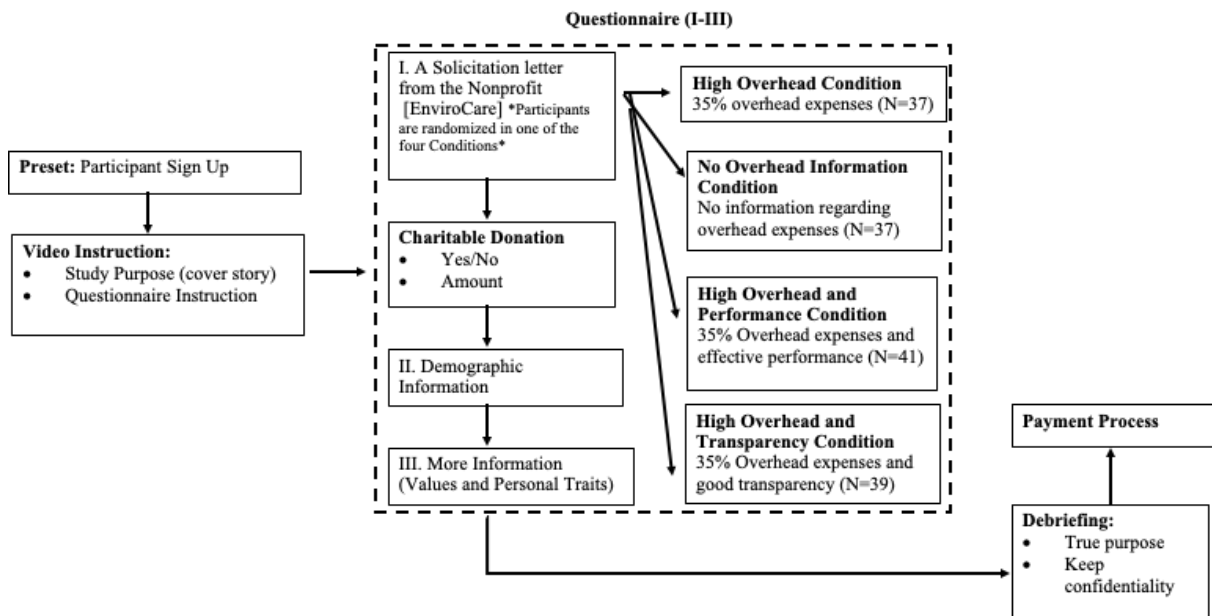 Questionnaire (I-III)
Preset: Participant Sign Up
Video Instruction:
• Study Purpose (cover story)
• Questionnaire Instruction
I. A Solicitation letter
from the Nonprofit
[EnviroCare] *Participants
are randomized in one of the
four Conditions*
Charitable Donation
• Yes/No
• Amount
II. Demographic
Information
III. More Information
(Values and Personal Traits)
High Overhead Condition
35% overhead expenses (N=37)
No Overhead Information
Condition
No information regarding
overhead expenses (N=37)
High Overhead and
Performance Condition
35% Overhead expenses and
effective performance (N=41)
High Overhead and
Transparency Condition
35% Overhead expenses and
good transparency (N=39)
Payment Process
Debriefing:
• True purpose
• Keep
confidentiality